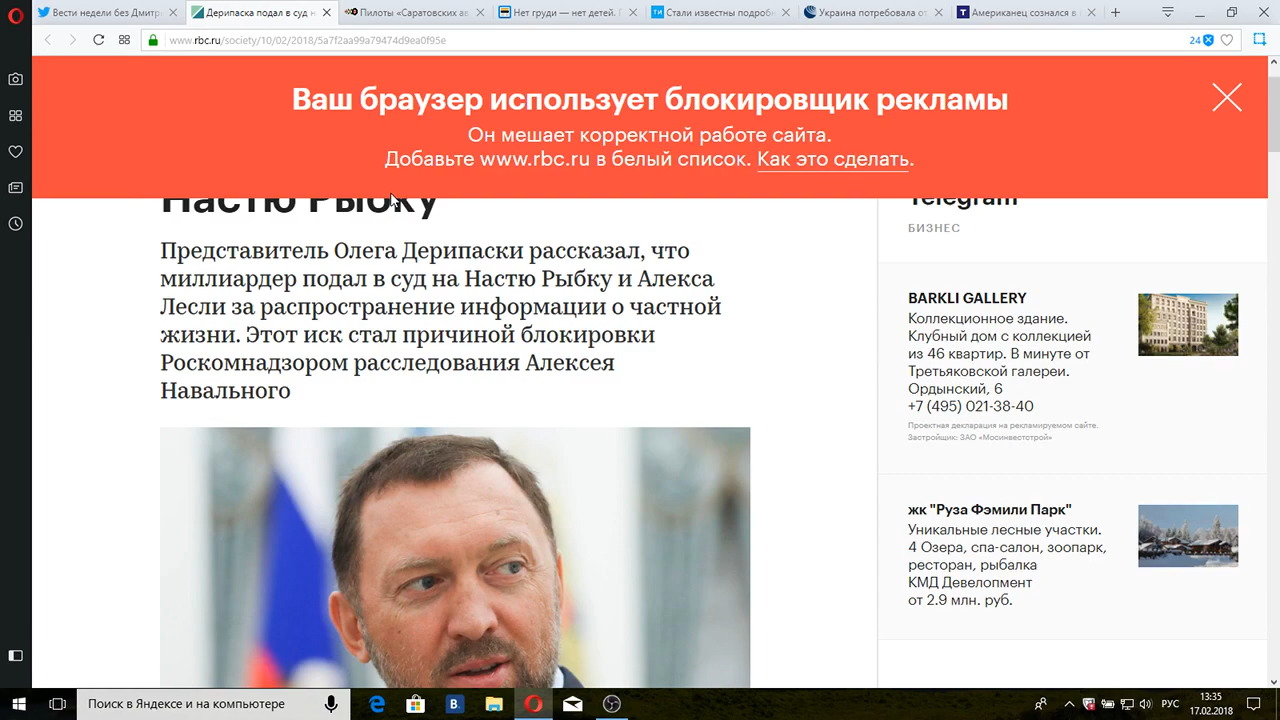 Вести недели без Дмитр
Дерипаска подал в суд н
Пилоты «Саратовских ав
Нет груди — нет детей. Г
ТИ Стали известны подроб
Украина потребовала от
Американец сознался в
www.rbc.ru/society/10/02/2018/5a7f2aa99a79474d9ea0f95e
24
Ваш браузер использует блокировщик рекламы
Он мешает корректной работе сайта.
Добавьте www.rbc.ru в белый список. Как это сделать.
Настю Рыбку
Представитель Олега Дерипаски рассказал, что
миллиардер подал в суд на Настю Рыбку и Алекса
Лесли за распространение информации о частной
жизни. Этот иск стал причиной блокировки
Роскомнадзором расследования Алексея
Навального
Telegram
БИЗНЕС
BARKLI GALLERY
Коллекционное здание.
Клубный дом с коллекцией
из 46 квартир. В минуте от
Третьяковской галереи.
Ордынский, 6
+7 (495) 021-38-40
Проектная декларация на рекламируемом сайте.
Застройщик: ЗАО «Мосинвестстрой»
жк "Руза Фэмили Парк"
Уникальные лесные участки.
4 Озера, спа-салон, зоопарк,
ресторан, рыбалка
КМД Девелопмент
от 2.9 млн. руб.
Поиск в Яндексе и на компьютере
B.
РУС
13:35
17.02.2018